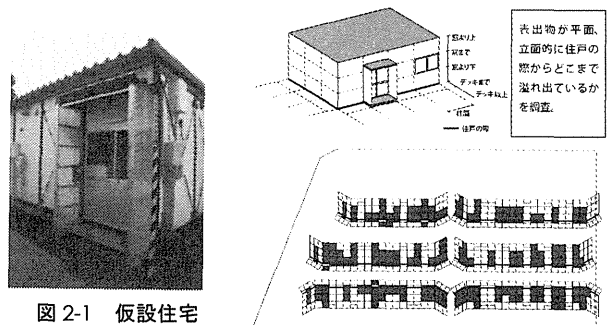 窓より上
窓まで
窓より下
デッキまで
デッキ以上
住戸の際
表出物が平面、
立面的に住戸の
際からどこまで
溢れ出ているか
を調査。
図 2-1 仮設住宅